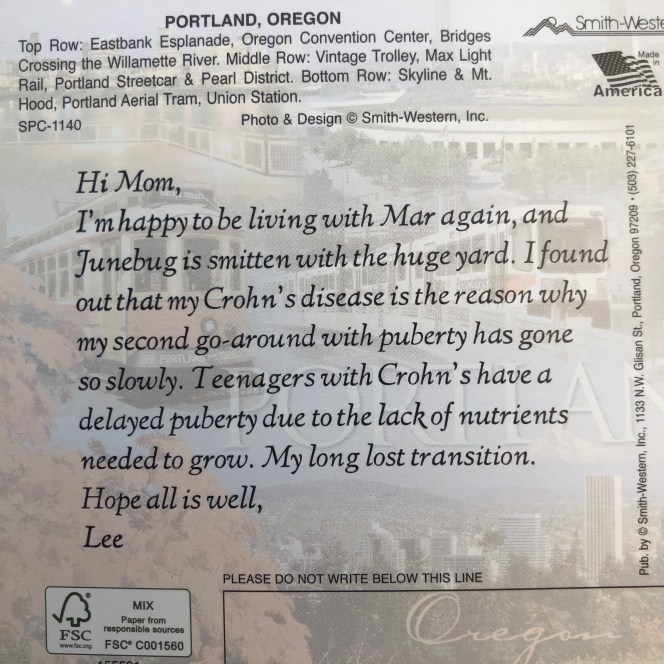 PORTLAND, OREGON
Top Row: Eastbank Esplanade, Oregon Convention Center, Bridges
Crossing the Willamette River. Middle Row: Vintage Trolley, Max Light
Rail, Portland Streetcar & Pearl District. Bottom Row: Skyline & Mt.
Hood, Portland Aerial Tram, Union Station.
SPC-1140
Photo & Design © Smith-Western, Inc.
Smith-Weste
Made
in
America
Hi Mom,
I'm happy to be living with Mar again, and
Junebug is smitten with the huge yard. I found
out that my Crohn's disease is the reason why
my second go-around with puberty has gone
so slowly. Teenagers with Crohn's have a
delayed puberty due to the lack of nutrients
needed to grow. My long lost transition.
Hope all is well,
Lee
Pub. by © Smith-Western, Inc., 1133 N.W. Glisan St., Portland, Oregon 97209 • (503) 227-6101
PLEASE DO NOT WRITE BELOW THIS LINE
FSC
www.fsc.org
MIX
Paper from
responsible sources
FSC® C001560
Oregon